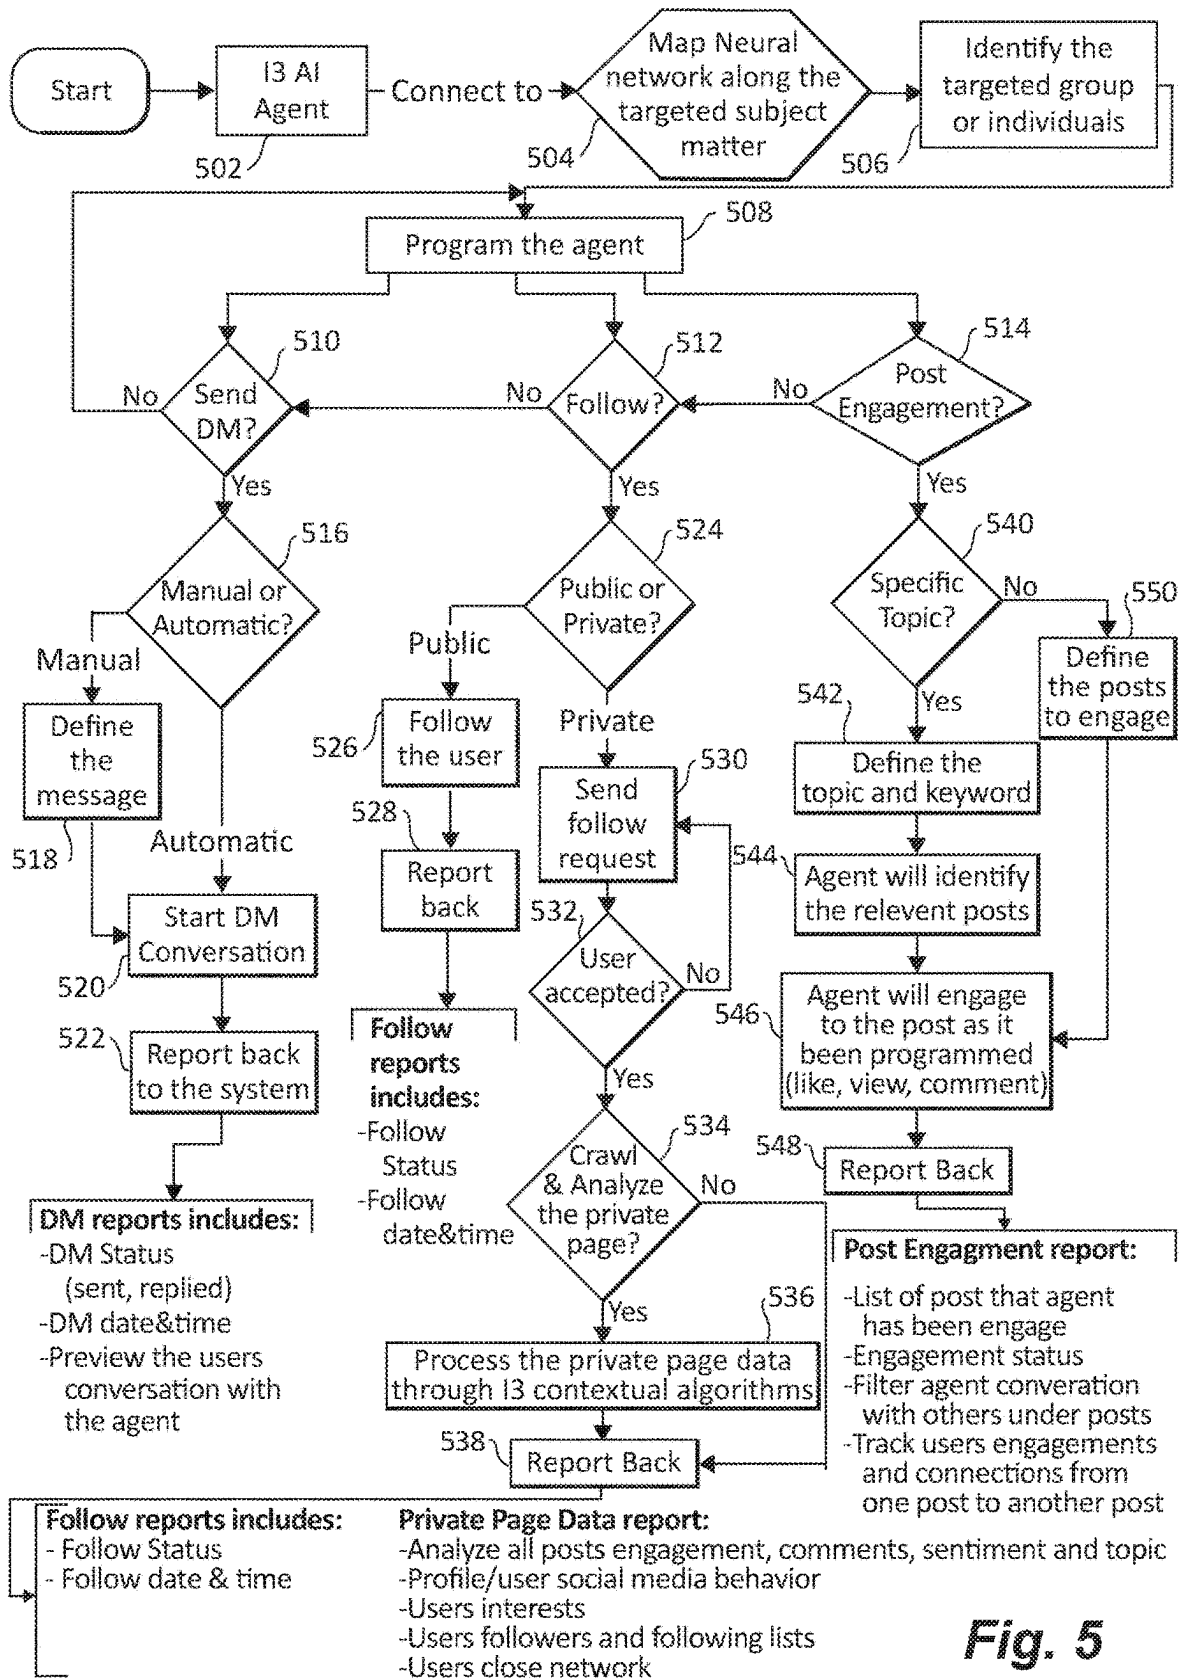 Start
I3 AI
Agent
502
Connect to
Map Neural
network along the
targeted subject
matter
504
Identify the
targeted group
or individuals
506
Program the agent
508
510
Send
DM?
No
Yes
512
Follow?
No
Yes
514
Post
Engagement?
No
Yes
516
Manual or
Automatic?
Manual
Define
the
message
518
Automatic
Start DM
Conversation
520
522
Report back
to the system
DM reports includes:
-DM Status
(sent, replied)
-DM date&time
-Preview the users
conversation with
the agent
524
Public or
Private?
Public
526
Follow
the user
528
Report
back
Follow
reports
includes:
-Follow
Status
-Follow
date&time
Private
530
Send
follow
request
532
User
accepted?
No
Yes
534
Crawl
& Analyze
the private
page?
No
Yes
536
Process the private page data
through I3 contextual algorithms
538
Report Back
540
Specific
Topic?
No
Yes
550
Define
the posts
to engage
542
Define the
topic and keyword
544
Agent will identify
the relevent posts
546
Agent will engage
to the post as it
been programmed
(like, view, comment)
548
Report Back
Post Engagment report:
-List of post that agent
has been engage
-Engagement status
-Filter agent converation
with others under posts
-Track users engagements
and connections from
one post to another post
Follow reports includes:
- Follow Status
- Follow date & time
Private Page Data report:
-Analyze all posts engagement, comments, sentiment and topic
-Profile/user social media behavior
-Users interests
-Users followers and following lists
-Users close network
Fig. 5